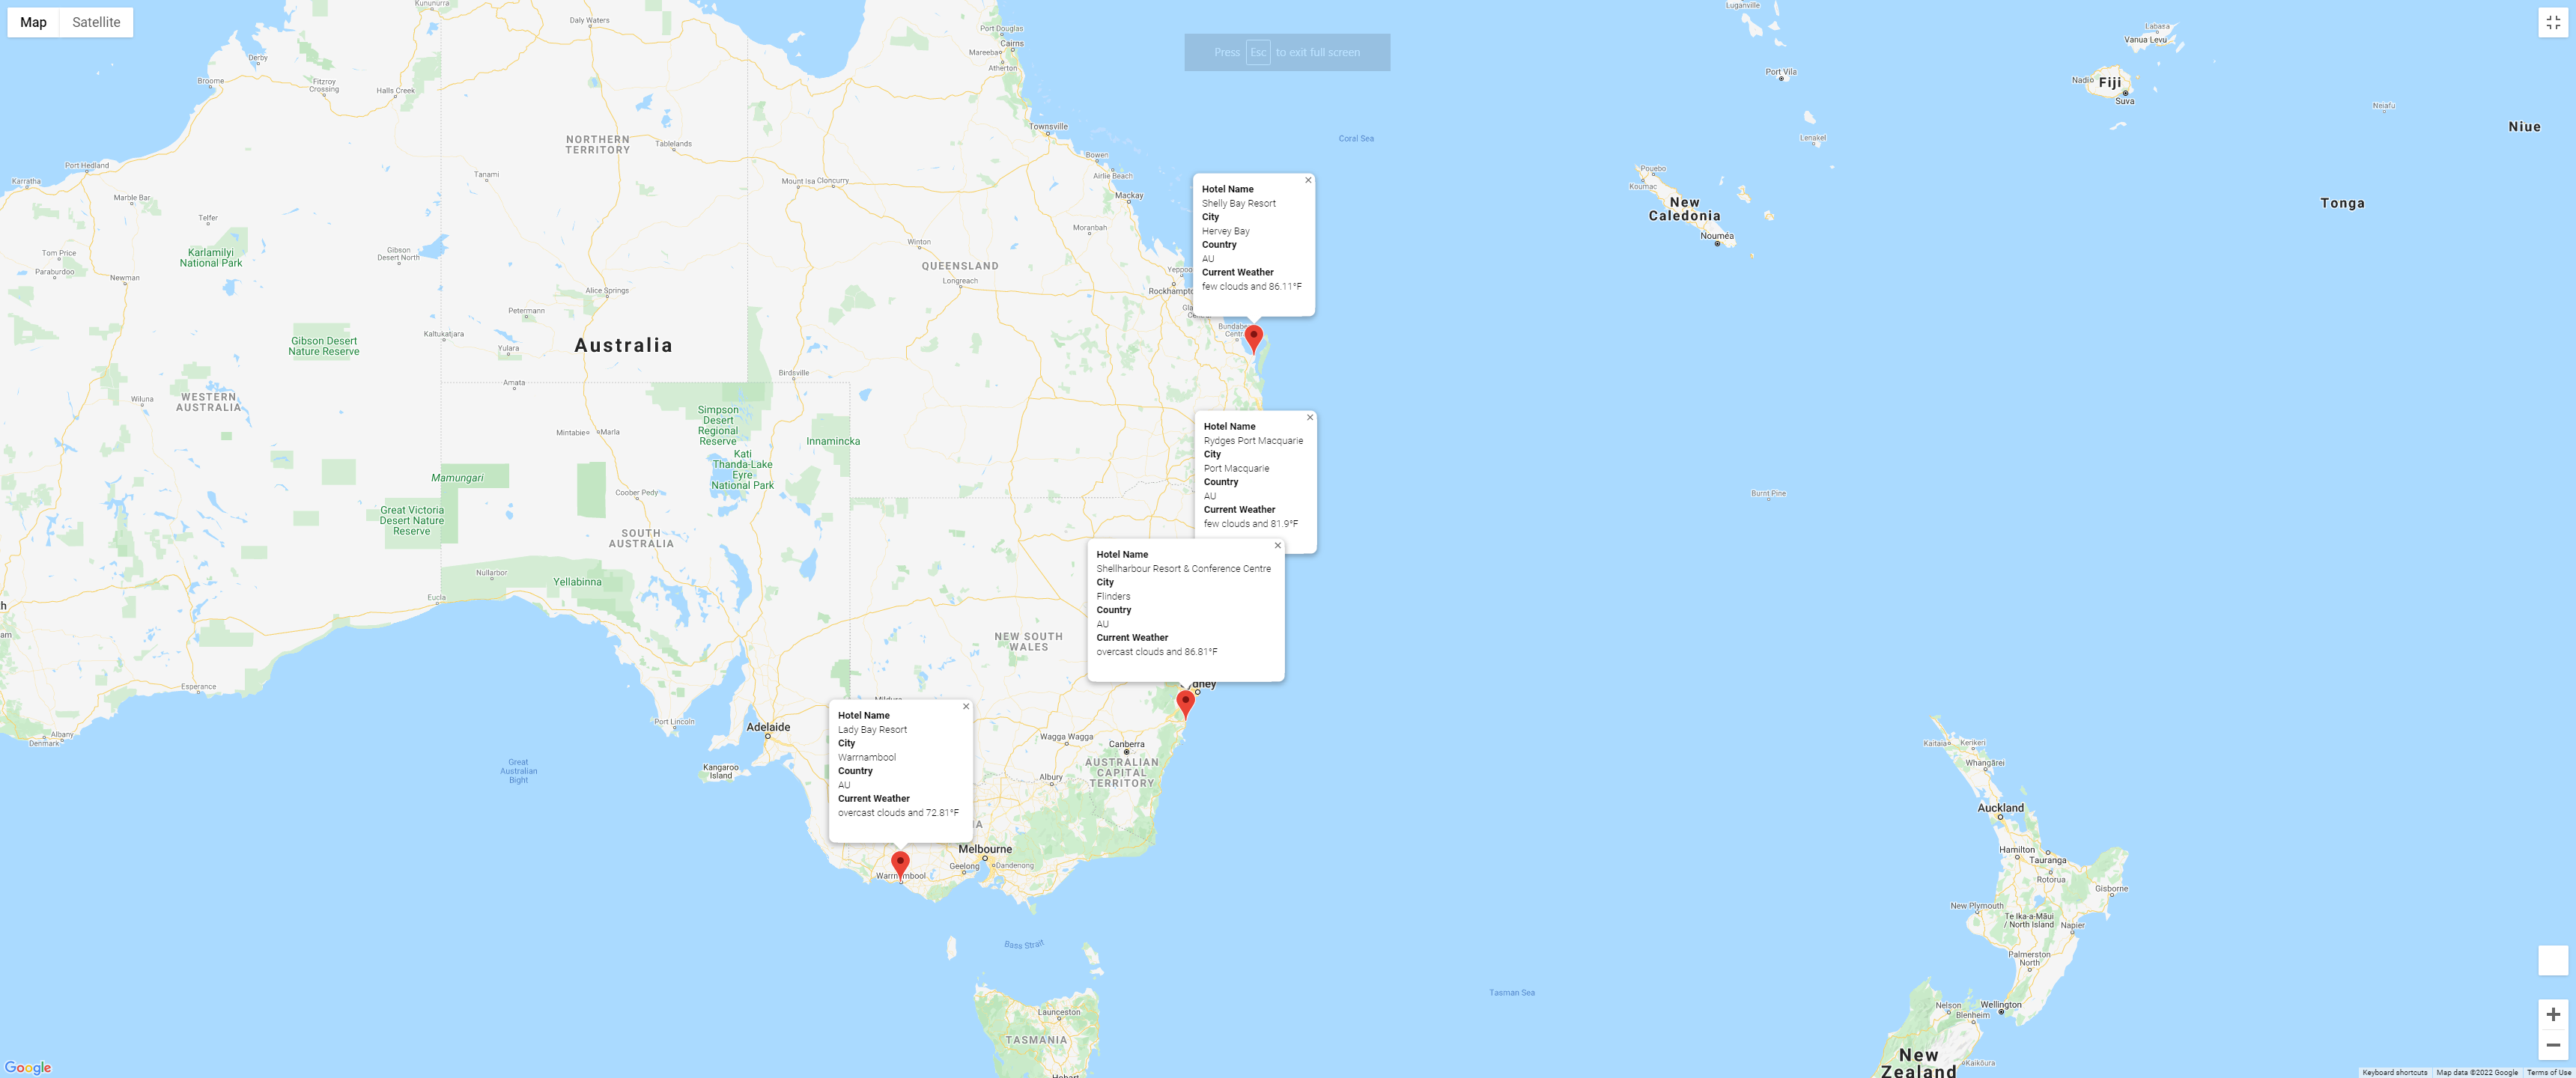 Map
Satellite
Press Esc to exit full screen
Kununurra
Daly Waters
Luganville
Labasa
Vanua Levu
Derby
Broome
Fitzroy Crossing
Halls Creek
Port Douglas
Mareeba
Cairns
Atherton
Port Vila
Nadi
Fiji
Suva
Neiafu
Niue
NORTHERN TERRITORY
Tablelands
Townsville
Coral Sea
Lenakel
Port Hedland
Karratha
Marble Bar
Tanami
Mount Isa
Cloncurry
Bowen
Airlie Beach
Mackay
Pouebo
Koumac
New Caledonia
Nouméa
Tonga
Telfer
Karlamilyi National Park
Tom Price
Paraburdoo
Newman
Gibson Desert North
Winton
Moranbah
QUEENSLAND
Longreach
Yeppoo
Rockhampt
Alice Springs
Petermann
Kaltukatjara
Yulara
Gibson Desert Nature Reserve
Australia
Birdsville
Bundabe
Hotel Name
Shelly Bay Resort
City
Hervey Bay
Country
AU
Current Weather
few clouds and 86.11°F
Amata
Wiluna
WESTERN AUSTRALIA
Mintabie
Marla
Simpson Desert Regional Reserve
Innamincka
Kati Thanda-Lake Eyre National Park
Mamungari
Coober Pedy
Great Victoria Desert Nature Reserve
SOUTH AUSTRALIA
Burnt Pine
Hotel Name
Rydges Port Macquarie
City
Port Macquarie
Country
AU
Current Weather
few clouds and 81.9°F
Nullarbor
Yellabinna
Eucla
Hotel Name
Shellharbour Resort & Conference Centre
City
Flinders
Country
AU
Current Weather
overcast clouds and 86.81°F
NEW SOUTH WALES
dney
Esperance
Port Lincoln
Adelaide
Denmark
Albany
Great Australian Bight
Kangaroo Island
Wagga Wagga
Canberra
AUSTRALIAN CAPITAL TERRITORY
Albury
Hotel Name
Lady Bay Resort
City
Warrnambool
Country
AU
Current Weather
overcast clouds and 72.81°F
Melbourne
Geelong
Dandenong
Bass Strait
Launceston
TASMANIA
Hobart
Tasman Sea
Kaitaia
Kerikeri
Whangārei
Auckland
Hamilton
Tauranga
Rotorua
Gisborne
New Plymouth
Te Ika-a-Māui / North Island
Napier
Palmerston North
Nelson
Wellington
Blenheim
New Zealand
Kaikōura
Google
Keyboard shortcuts
Map data ©2022 Google
Terms of Use